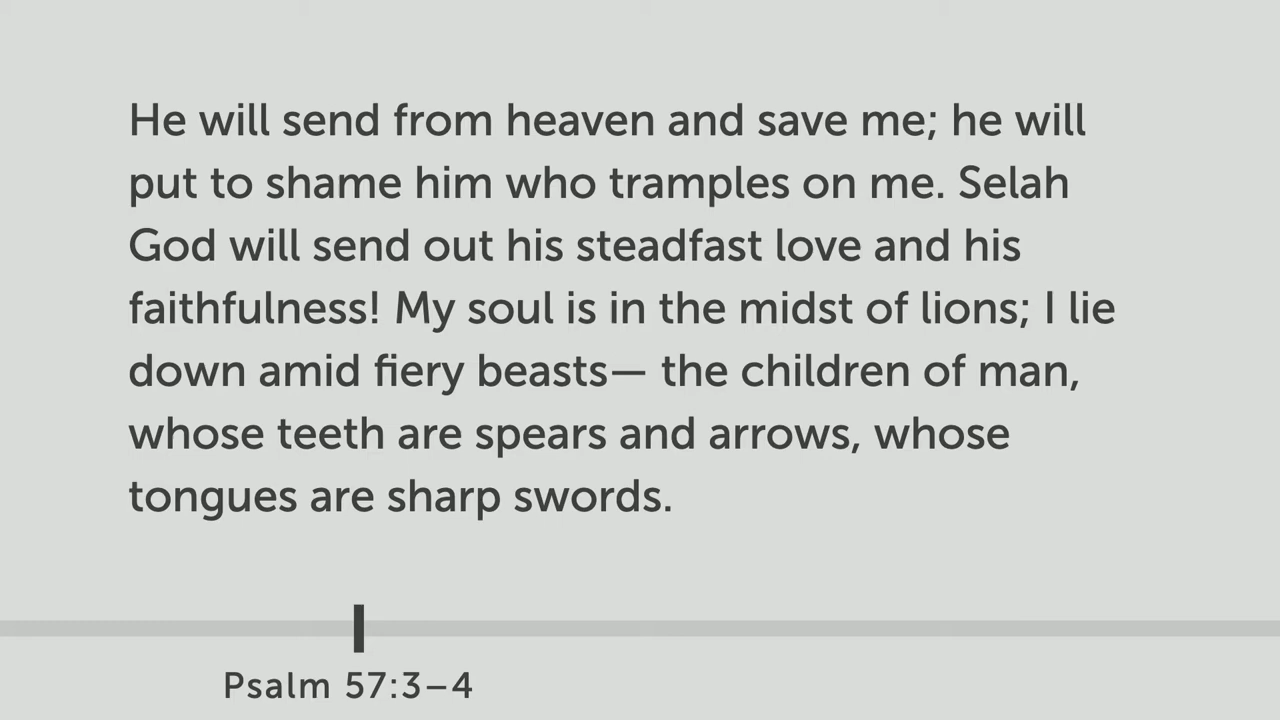 He will send from heaven and save me; he will
put to shame him who tramples on me. Selah
God will send out his steadfast love and his
faithfulness! My soul is in the midst of lions; I lie
down amid fiery beasts— the children of man,
whose teeth are spears and arrows, whose
tongues are sharp swords.
Psalm 57:3–4